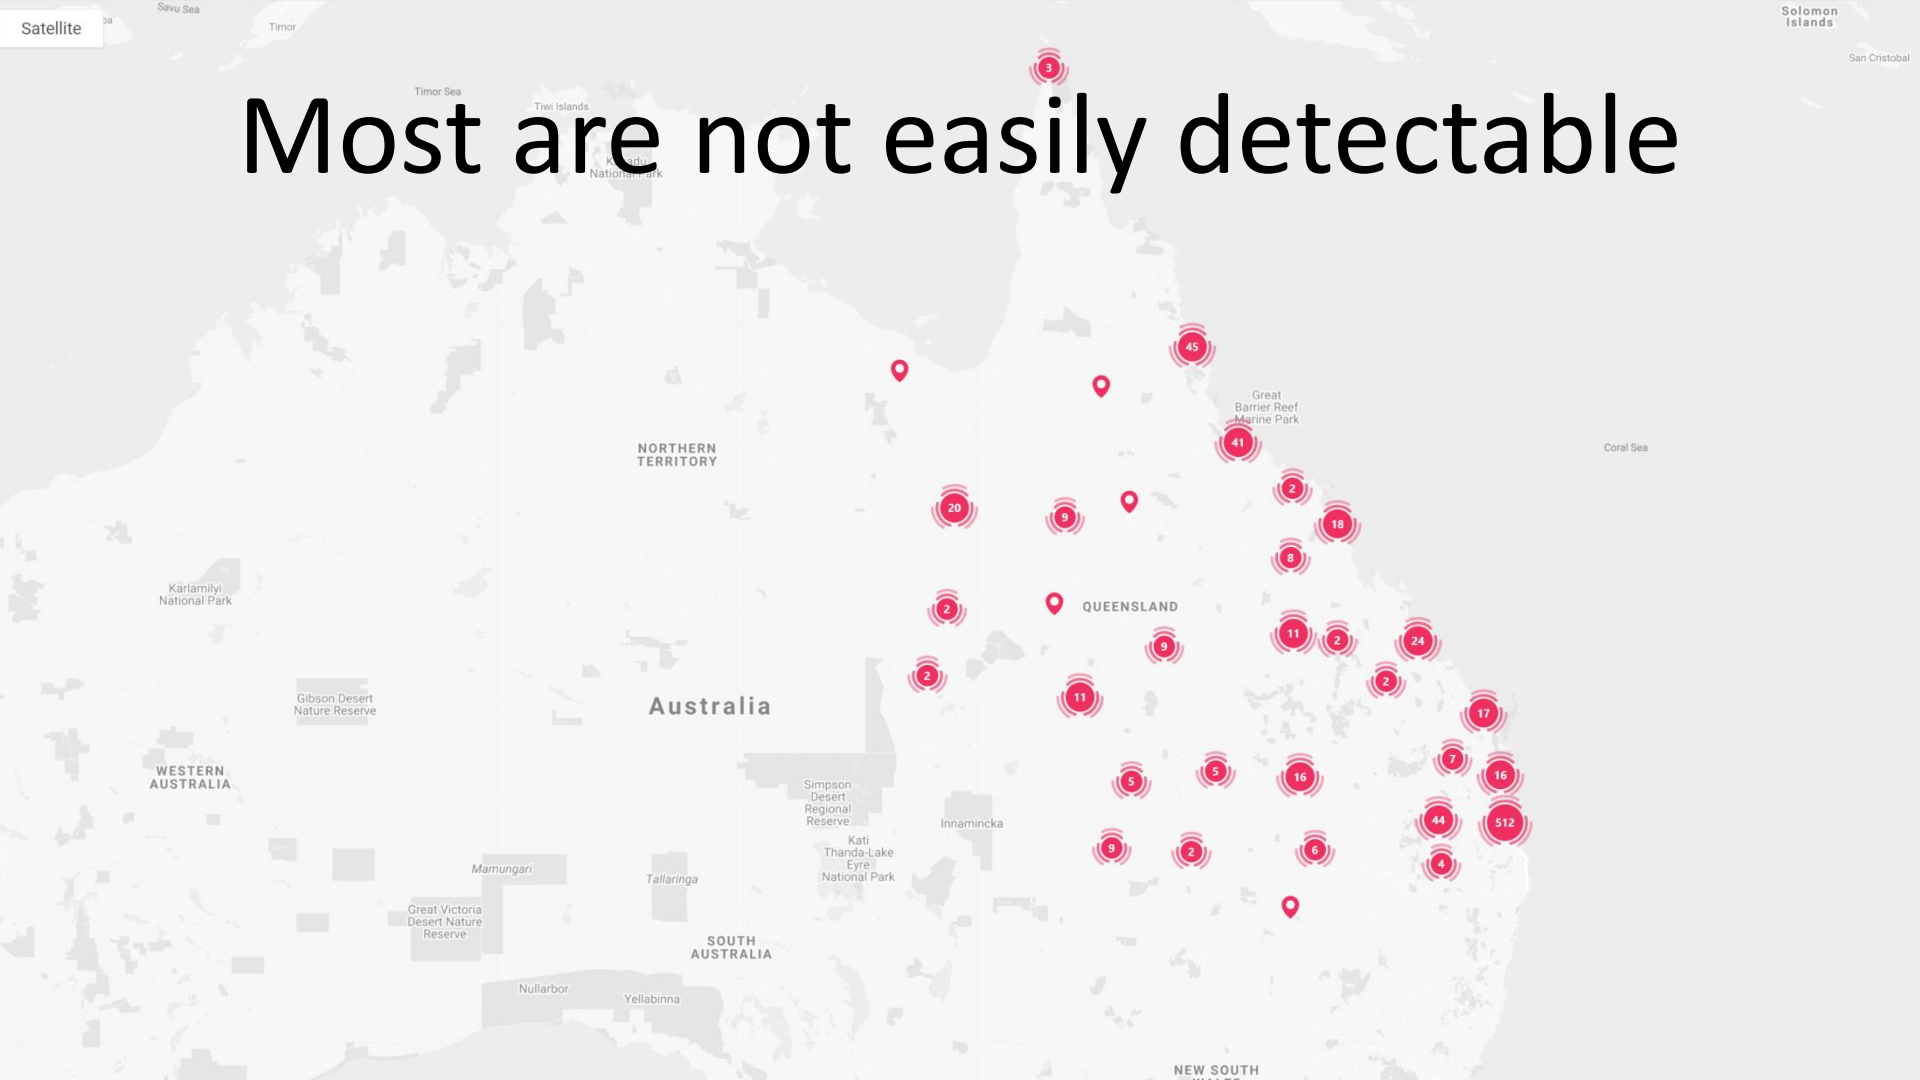 Savu Sea
Solomon
Islands
Satellite
Timor
San Cristobal
3
Timor Sea
Tiwi Islands
Most are not easily detectable
National Park
45
Great
Barrier Reef
Marine Park
41
NORTHERN
TERRITORY
Coral Sea
2
20
9
18
8
Karlamilyi
National Park
2
QUEENSLAND
11
2
24
9
2
2
11
Gibson Desert
Nature Reserve
Australia
17
7
WESTERN
AUSTRALIA
5
5
16
16
Simpson
Desert
Regional
Reserve
Innamincka
44
512
Kati
Thanda-Lake
Eyre
National Park
9
2
6
4
Mamungari
Tallaringa
Great Victoria
Desert Nature
Reserve
SOUTH
AUSTRALIA
Nullarbor
Yellabinna
NEW SOUTH
WALES